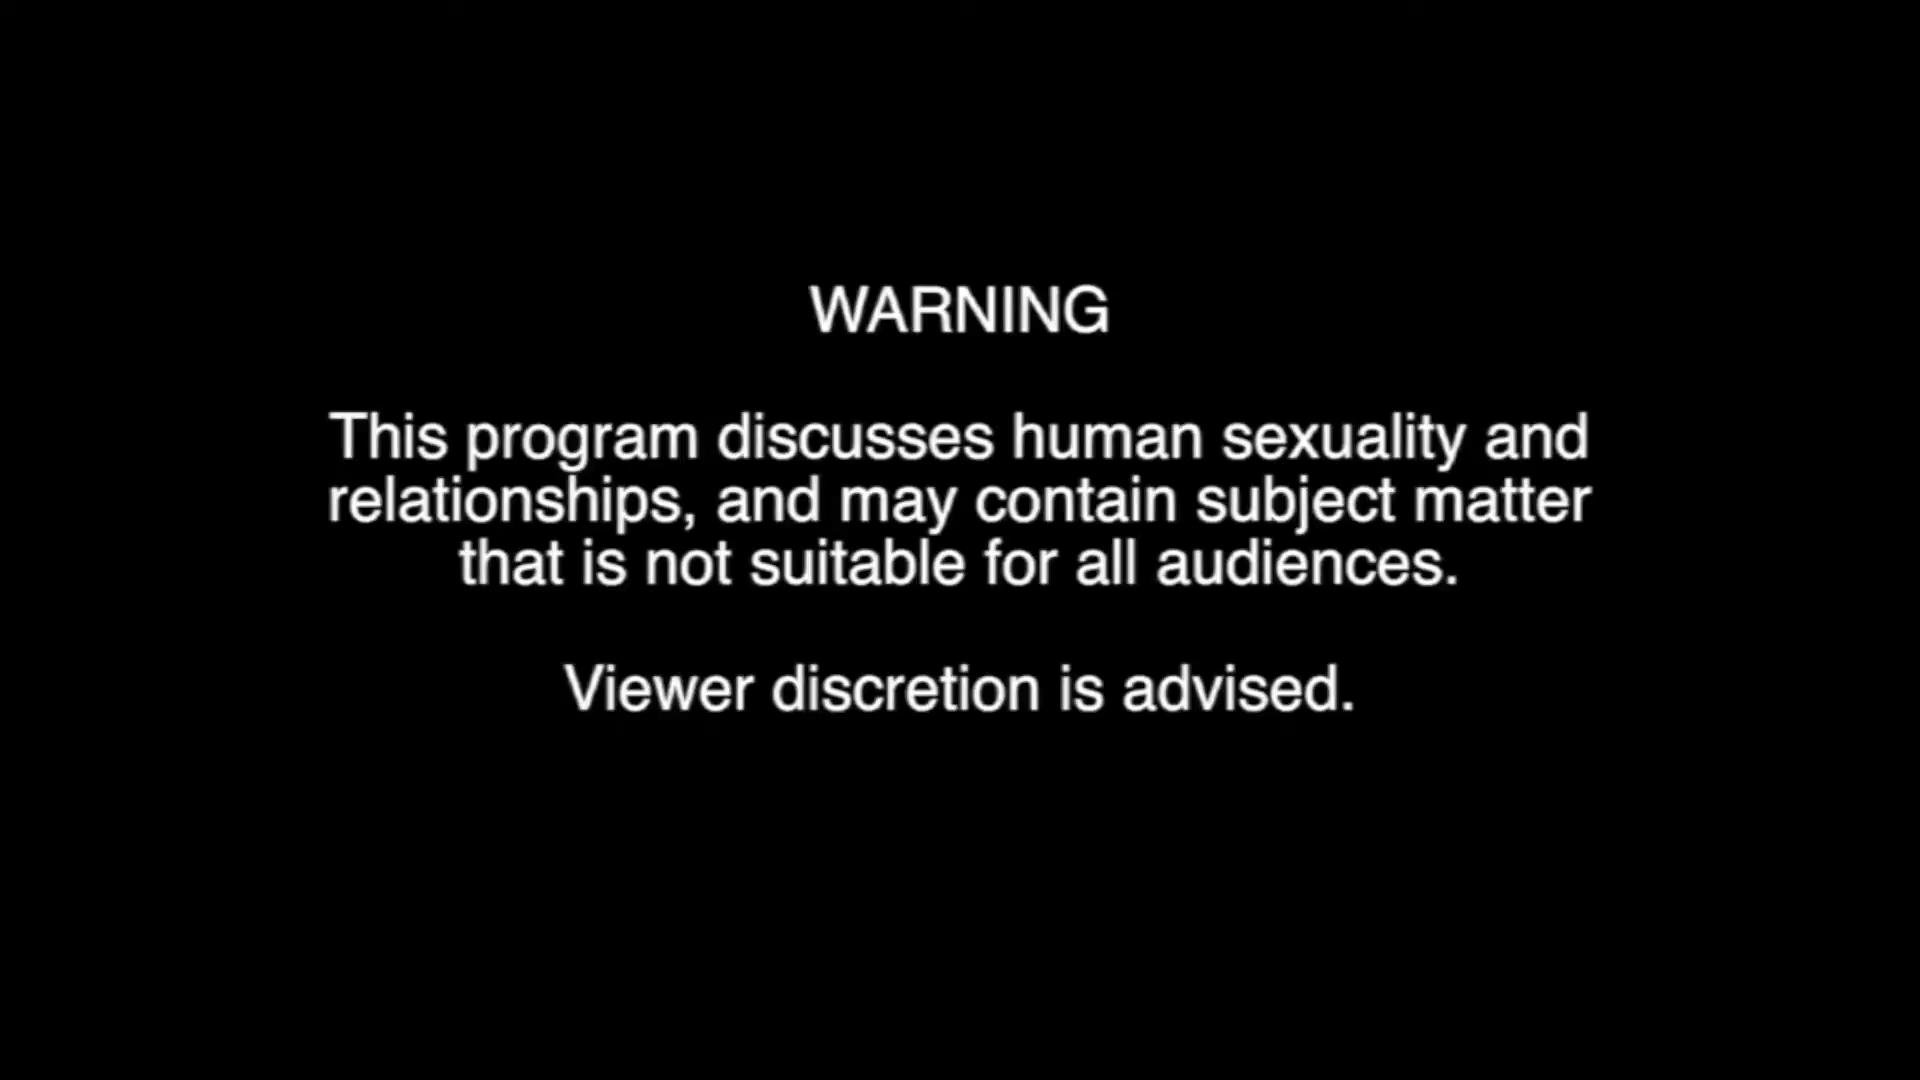 WARNING
This program discusses human sexuality and
relationships, and may contain subject matter
that is not suitable for all audiences.
Viewer discretion is advised.